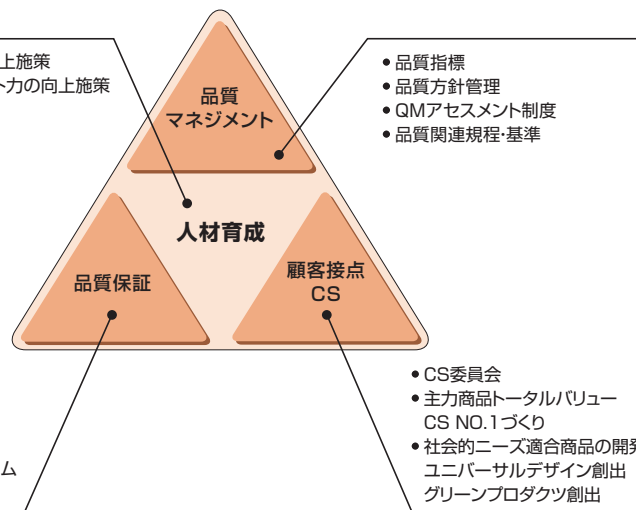 上施策
ト力の向上施策
• 品質指標
• 品質方針管理
• QMアセスメント制度
• 品質関連規程・基準
品質
マネジメント
人材育成
品質保証
顧客接点
CS
• CS委員会
• 主力商品トータルバリュー
CS NO.1づくり
• 社会的ニーズ適合商品の開発
ユニバーサルデザイン創出
グリーンプロダクツ創出
ム